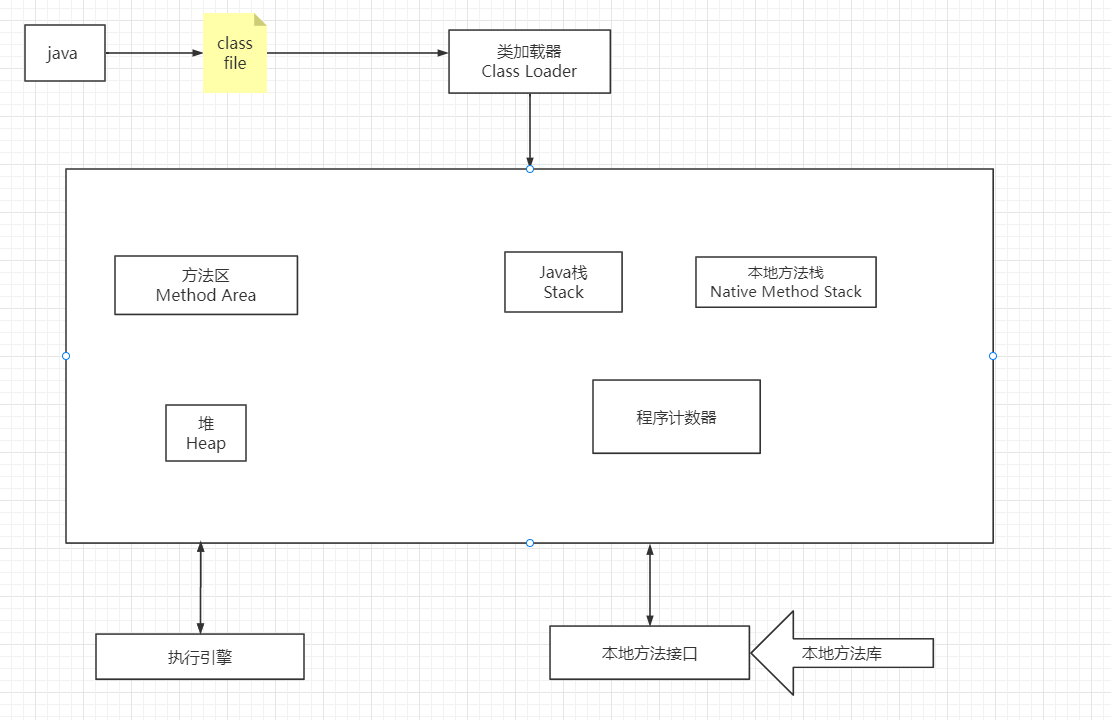 java
class
file
类加载器
Class Loader
方法区
Method Area
Java栈
Stack
本地方法栈
Native Method Stack
堆
Heap
程序计数器
执行引擎
本地方法接口
本地方法库